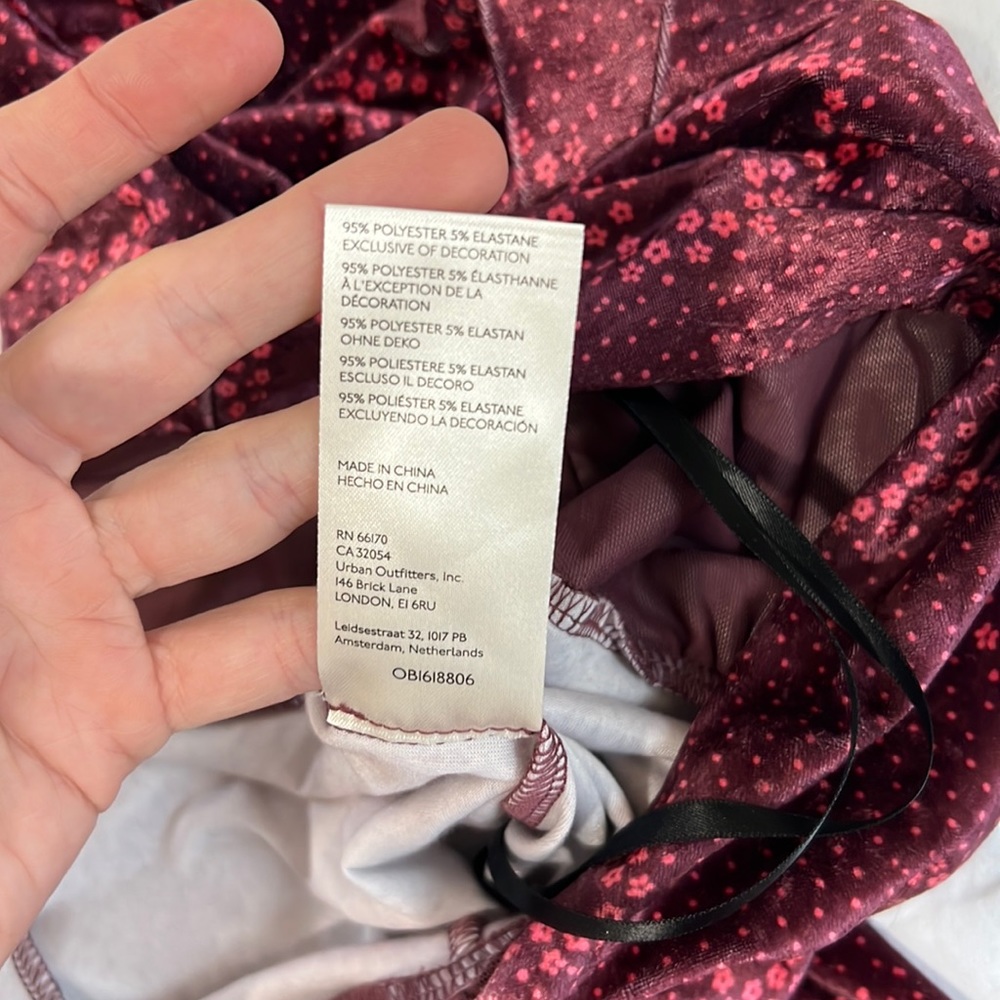 95% POLYESTER 5% ELASTANE
EXCLUSIVE OF DECORATION
95% POLYESTER 5% ÉLASTHANNE
À L'EXCEPTION DE LA
DÉCORATION
95% POLYESTER 5% ELASTAN
OHNE DEKO
95% POLIESTERE 5% ELASTAN
ESCLUSO IL DECORO
95% POLIÉSTER 5% ELASTANE
EXCLUYENDO LA DECORACIÓN
MADE IN CHINA
HECHO EN CHINA
RN 66170
CA 32054
Urban Outfitters, Inc.
146 Brick Lane
LONDON, E1 6RU
Leidsestraat 32, 1017 PB
Amsterdam, Netherlands
OB1618806